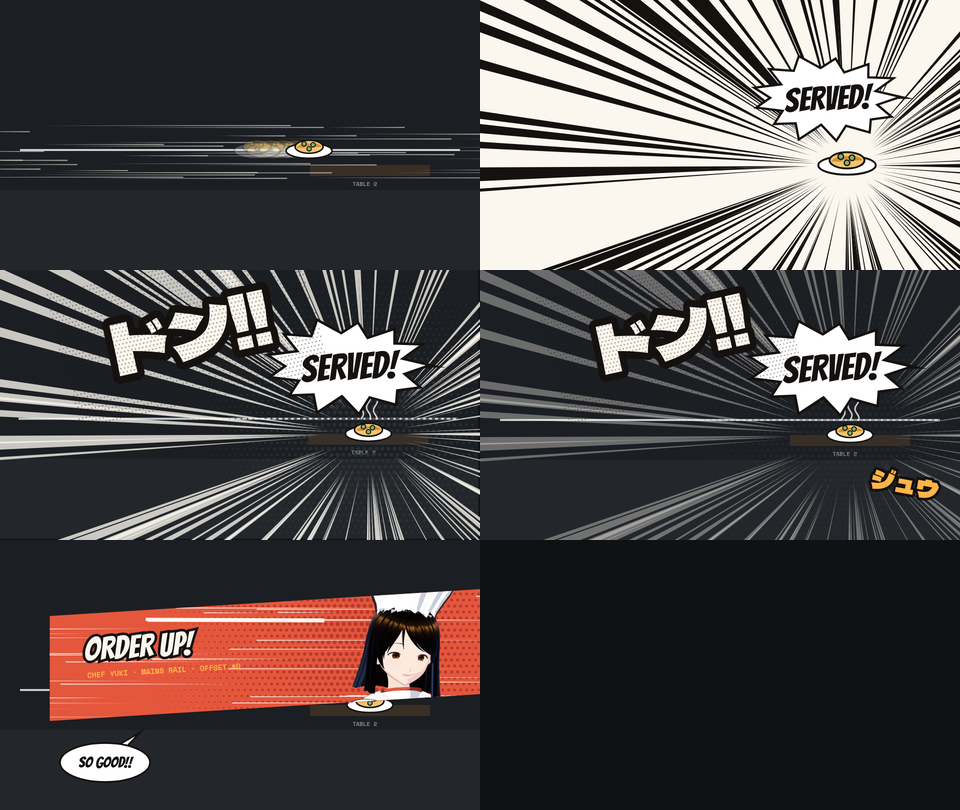 TABLE 2
SERVED!
ドン!!
SERVED!
TABLE 2
ドン!!
SERVED!
TABLE 2
ジュウ
ORDER UP!
CHEF YUKI · MAINS RAIL · OFFSET
TABLE 2
SO GOOD!!